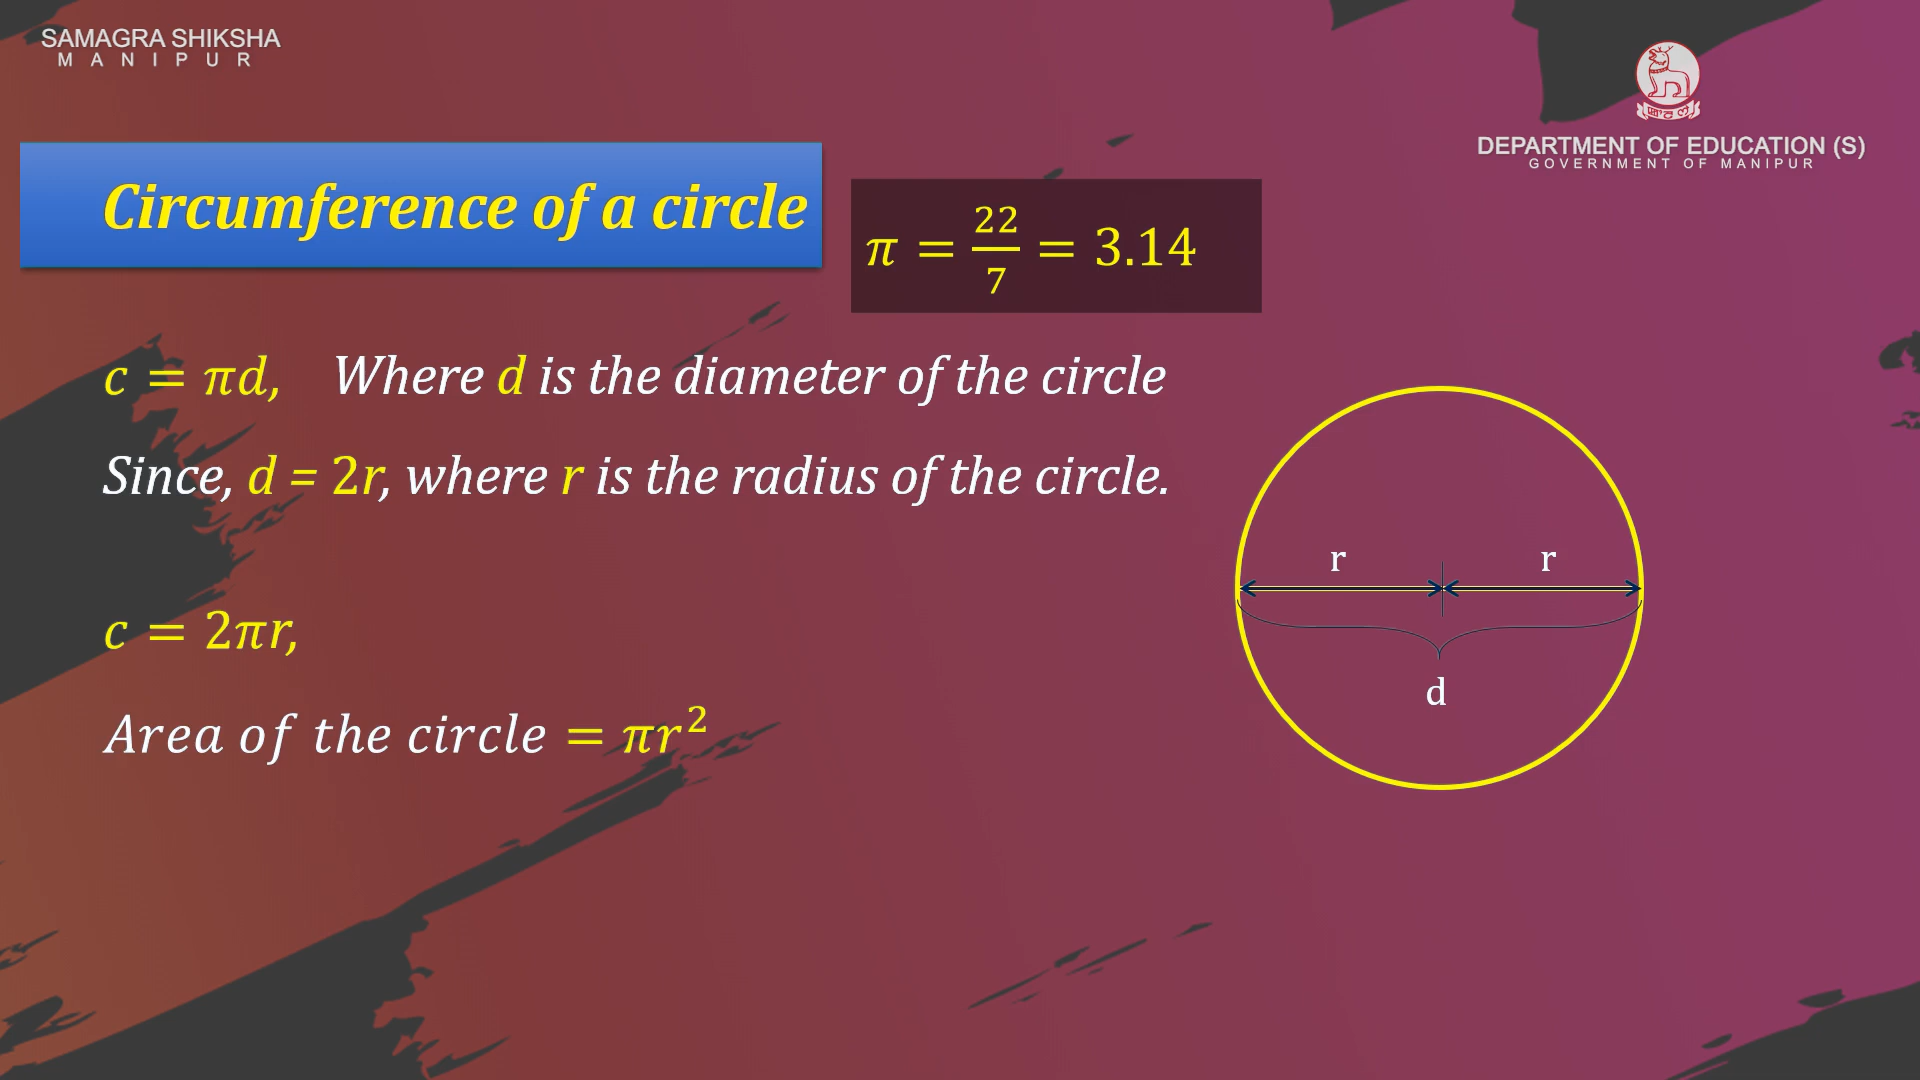 SAMAGRA SHIKSHA
MANIPUR
DEPARTMENT OF EDUCATION (S)
GOVERNMENT OF MANIPUR
Circumference of a circle
π = 22/7 = 3.14
c = πd, Where d is the diameter of the circle
Since, d = 2r, where r is the radius of the circle.
c = 2πr,
Area of the circle = πr²
r r
d